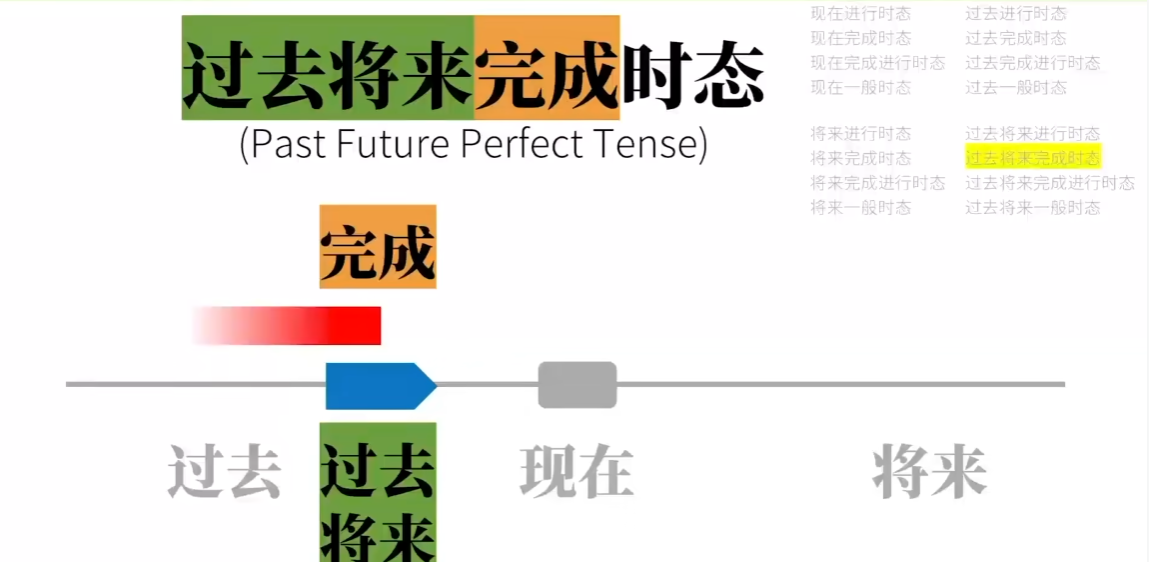 过去将来完成时态
(Past Future Perfect Tense)
现在进行时态 过去进行时态
现在完成时态 过去完成时态
现在完成进行时态 过去完成进行时态
现在一般时态 过去一般时态
将来进行时态 过去将来进行时态
将来完成时态 过去将来完成时态
将来完成进行时态 过去将来完成进行时态
将来一般时态 过去将来一般时态
完成
过去 过去 现在 将来
将来